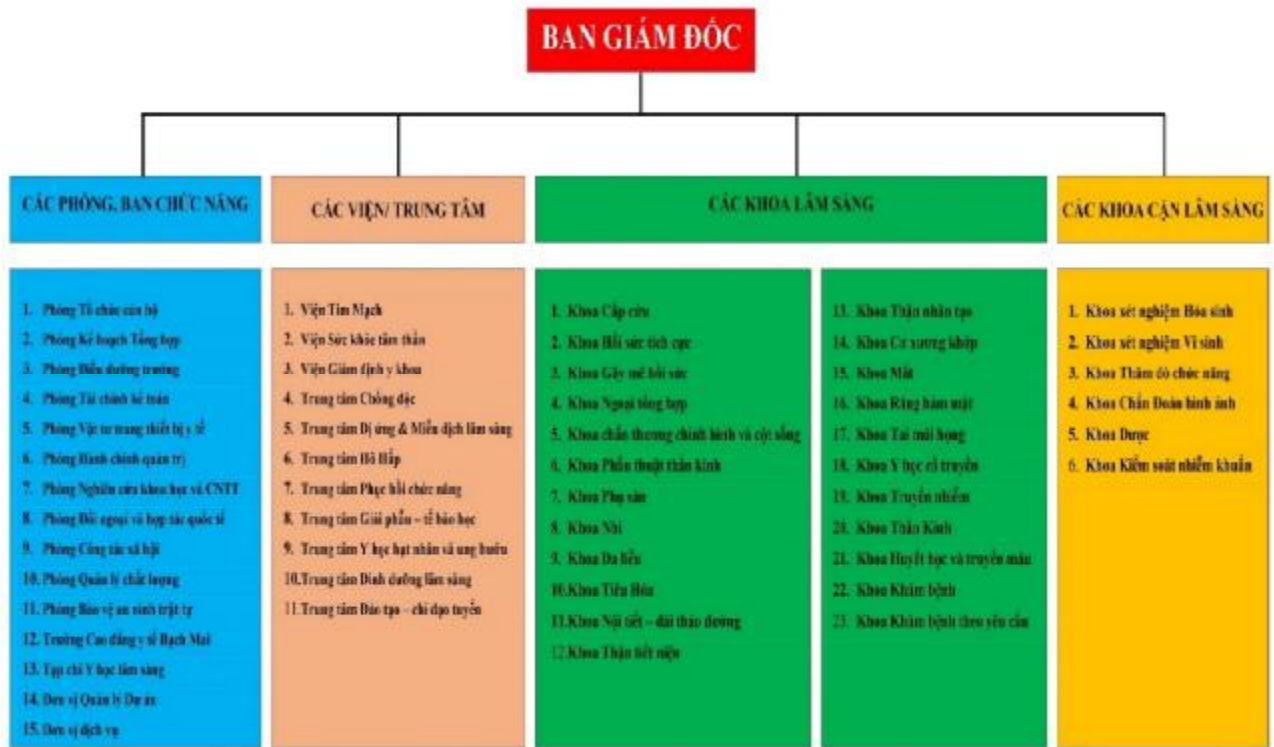 BAN GIÁM ĐỐC
CÁC PHÒNG, BAN CHỨC NĂNG
CÁC VIỆN/ TRUNG TÂM
CÁC KHOA LÂM SÀNG
CÁC KHOA CẬN LÂM SÀNG
1. Phòng Tổ chức cán bộ
2. Phòng Kế hoạch Tổng hợp
3. Phòng Điều dưỡng trưởng
4. Phòng Tài chính kế toán
5. Phòng Vật tư trang thiết bị y tế
6. Phòng Hành chính quản trị
7. Phòng Nghiên cứu khoa học và CNTT
8. Phòng Đối ngoại và hợp tác quốc tế
9. Phòng Công tác xã hội
10. Phòng Quản lý chất lượng
11. Phòng Bảo vệ an ninh trật tự
12. Trường Cao đẳng y tế Bạch Mai
13. Tạp chí Y học lâm sàng
14. Đơn vị Quản lý Dự án
15. Đơn vị dịch vụ
1. Viện Tim Mạch
2. Viện Sức khỏe tâm thần
3. Viện Giám định y khoa
4. Trung tâm Chống độc
5. Trung tâm Dị ứng & Miễn dịch lâm sàng
6. Trung tâm Hô Hấp
7. Trung tâm Phục hồi chức năng
8. Trung tâm Giải phẫu – tế bào học
9. Trung tâm Y học hạt nhân và ung bướu
10.Trung tâm Dinh dưỡng lâm sàng
11.Trung tâm Đào tạo – chỉ đạo tuyến
1. Khoa Cấp cứu
2. Khoa Hồi sức tích cực
3. Khoa Gây mê hồi sức
4. Khoa Ngoại tổng hợp
5. Khoa chấn thương chỉnh hình và cột sống
6. Khoa Phẫu thuật thần kinh
7. Khoa Phụ sản
8. Khoa Nhi
9. Khoa Da liễu
10.Khoa Tiêu Hóa
11.Khoa Nội tiết – đái tháo đường
12.Khoa Thận tiết niệu
13. Khoa Thận nhân tạo
14. Khoa Cơ xương khớp
15. Khoa Mắt
16. Khoa Răng hàm mặt
17. Khoa Tai mũi họng
18. Khoa Y học cổ truyền
19. Khoa Truyền nhiễm
20. Khoa Thần Kinh
21. Khoa Huyết học và truyền máu
22. Khoa Khám bệnh
23. Khoa Khám bệnh theo yêu cầu
1. Khoa xét nghiệm Hóa sinh
2. Khoa xét nghiệm Vi sinh
3. Khoa Thăm dò chức năng
4. Khoa Chẩn Đoán hình ảnh
5. Khoa Dược
6. Khoa Kiểm soát nhiễm khuẩn